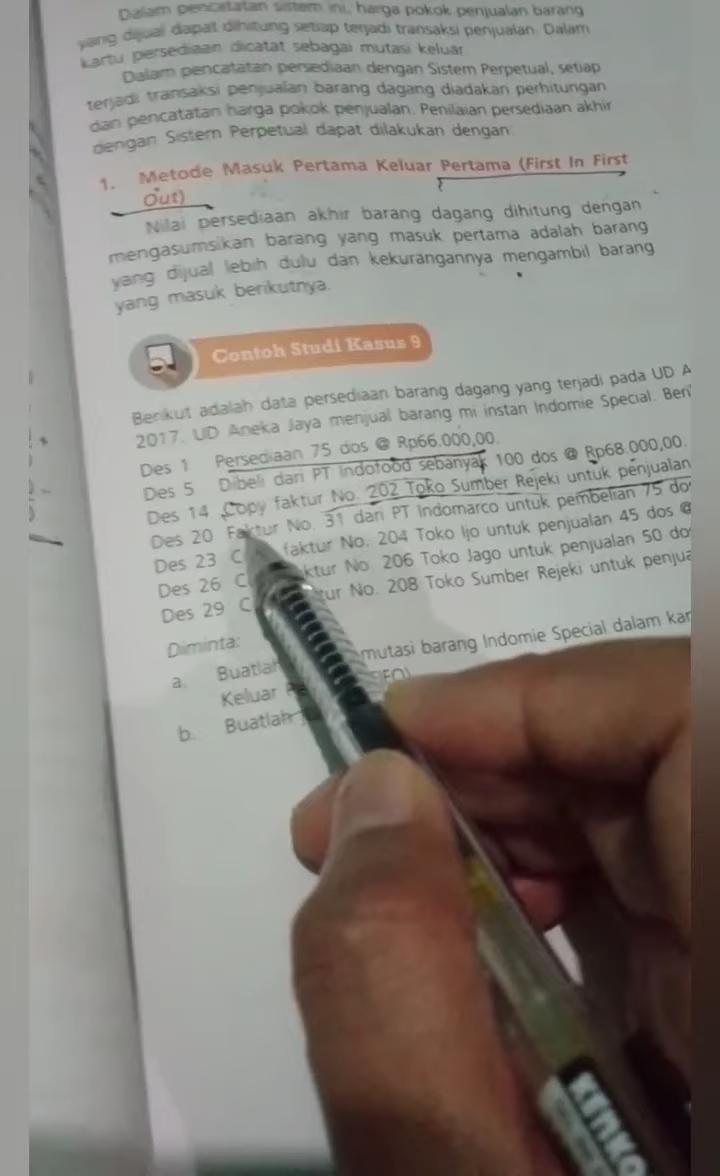 Dalam pencatatan sistem ini, harga pokok penjualan barang
yang dijual dapat dihitung setiap terjadi transaksi penjualan. Dalam
kartu persediaan dicatat sebagai mutasi keluar
Dalam pencatatan persediaan dengan Sistem Perpetual, setiap
terjadi transaksi penjualan barang dagang diadakan perhitungan
dan pencatatan harga pokok penjualan. Penilaian persediaan akhir
dengan Sistem Perpetual dapat dilakukan dengan:
1. Metode Masuk Pertama Keluar Pertama (First In First
Out)
Nilai persediaan akhir barang dagang dihitung dengan
mengasumsikan barang yang masuk pertama adalah barang
yang dijual lebih dulu dan kekurangannya mengambil barang
yang masuk berikutnya.
Contoh Studi Kasus 9
Berikut adalah data persediaan barang dagang yang terjadi pada UD A
2017. UD Aneka Jaya menjual barang mi instan Indomie Special. Beri
Des 1 Persediaan 75 dos @ Rp66.000,00.
Des 5 Dibeli dari PT Indofood sebanyak 100 dos @ Rp68.000,00.
Des 14 Copy faktur No. 202 Toko Sumber Rejeki untuk penjualan
Des 20 Faktur No. 31 dari PT Indomarco untuk pembelian 75 do
Des 23 C faktur No. 204 Toko Ijo untuk penjualan 45 dos @
Des 26 C ktur No. 206 Toko Jago untuk penjualan 50 do
Des 29 C tur No. 208 Toko Sumber Rejeki untuk penjua
Diminta:
a. Buatlah mutasi barang Indomie Special dalam kar
Keluar
b. Buatlah
KENKO